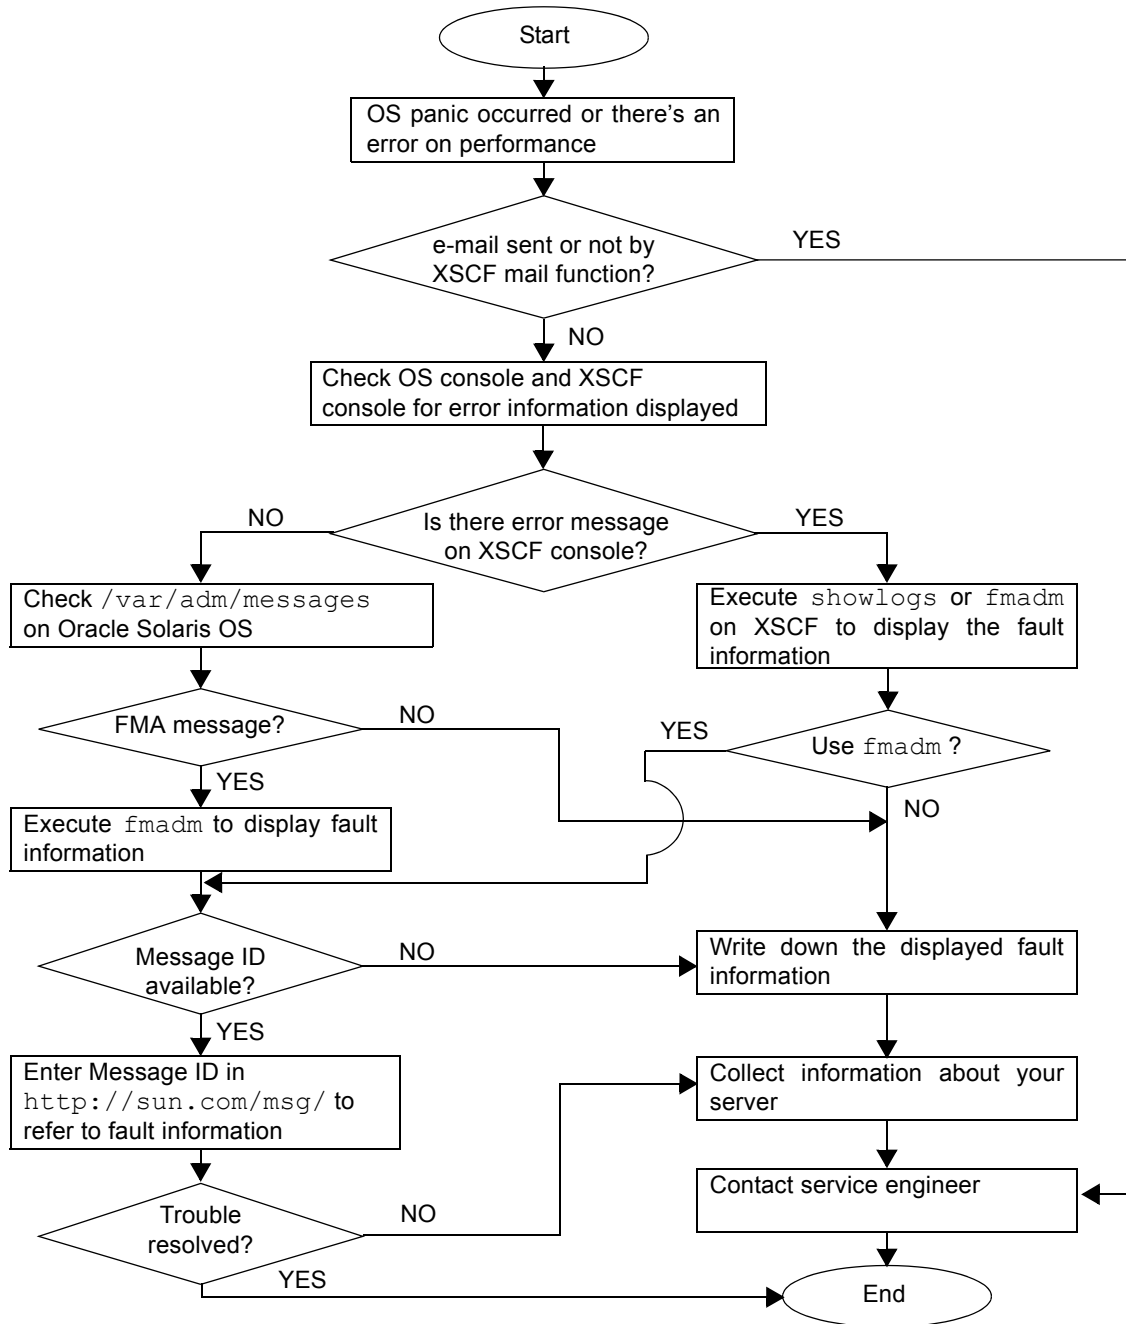 Start
OS panic occurred or there's an
error on performance
e-mail sent or not by
XSCF mail function?
YES
NO
Check OS console and XSCF
console for error information displayed
Is there error message
on XSCF console?
NO
YES
Check /var/adm/messages
on Oracle Solaris OS
Execute showlogs or fmadm
on XSCF to display the fault
information
FMA message?
NO
YES
YES
Use fmadm ?
NO
Execute fmadm to display fault
information
Message ID
available?
NO
YES
Write down the displayed fault
information
Enter Message ID in
http://sun.com/msg/ to
refer to fault information
Collect information about your
server
Trouble
resolved?
NO
YES
Contact service engineer
End